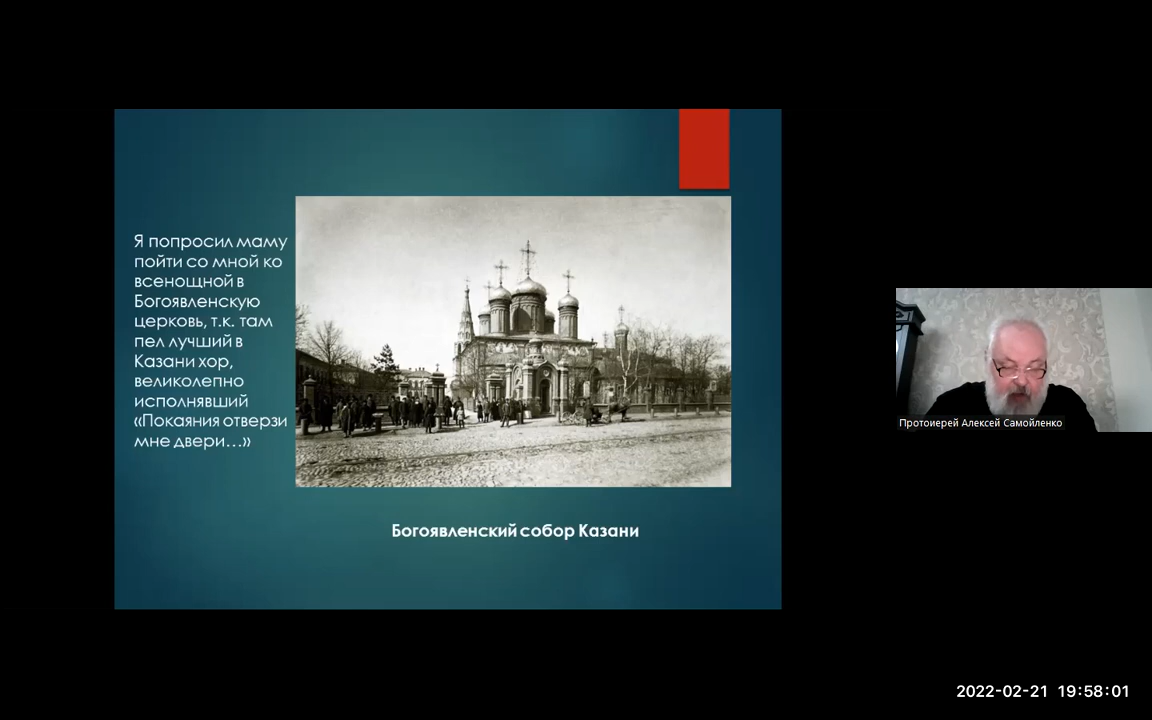 Я попросил маму
пойти со мной ко
всенощной в
Богоявленскую
церковь, т.к. там
пел лучший в
Казани хор,
великолепно
исполнявший
«Покаяния отверзи
мне двери…»
Богоявленский собор Казани
Протоиерей Алексей Самойленко
2022-02-21 19:58:01